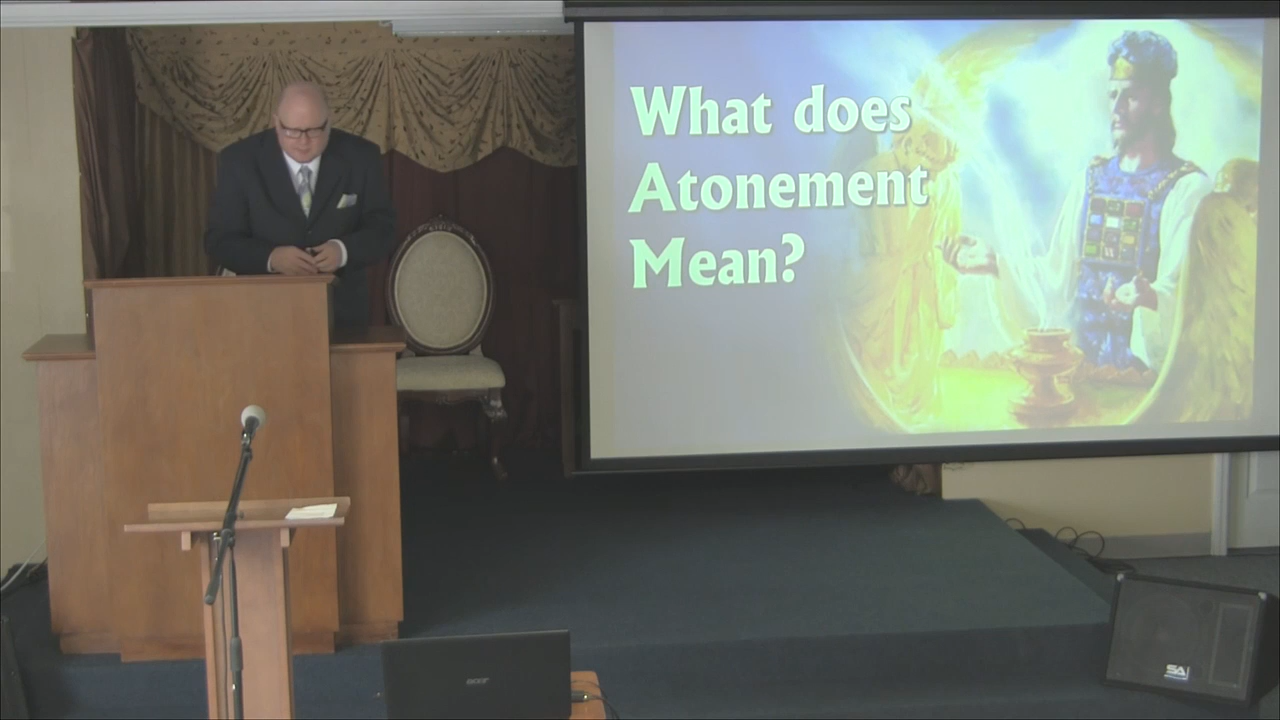 What does
Atonement
Mean?
acer
SA